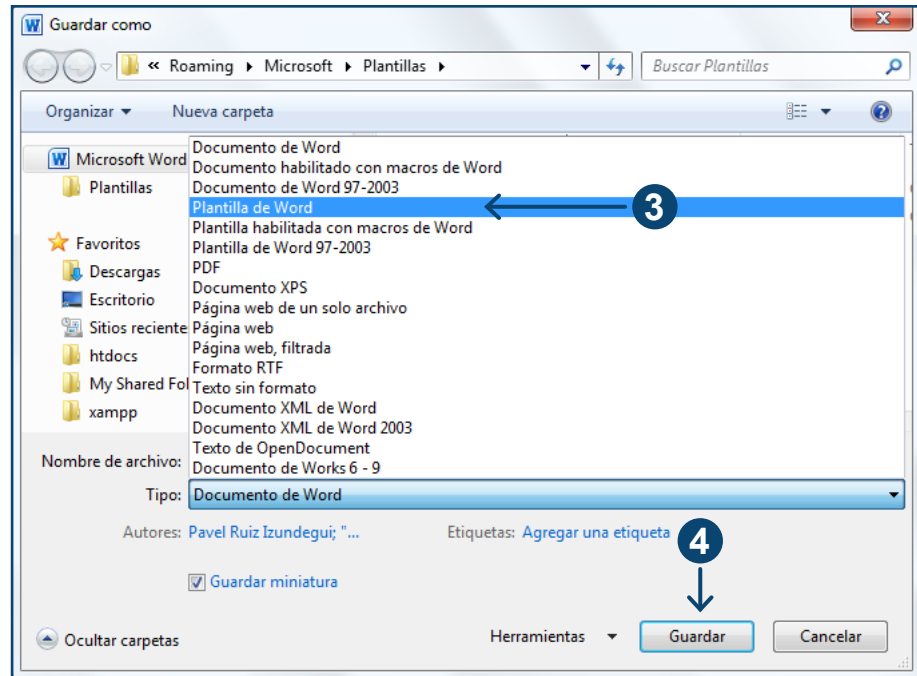 Guardar como
« Roaming ▸ Microsoft ▸ Plantillas ▸
Buscar Plantillas
Organizar
Nueva carpeta
Microsoft Word
Plantillas
Favoritos
Descargas
Escritorio
Sitios reciente
htdocs
My Shared Fol
xampp
Documento de Word
Documento habilitado con macros de Word
Documento de Word 97-2003
Plantilla de Word
3
Plantilla habilitada con macros de Word
Plantilla de Word 97-2003
PDF
Documento XPS
Página web de un solo archivo
Página web
Página web, filtrada
Formato RTF
Texto sin formato
Documento XML de Word
Documento XML de Word 2003
Texto de OpenDocument
Documento de Works 6 - 9
Nombre de archivo:
Tipo: Documento de Word
Autores: Pavel Ruiz Izundegui; "...
Etiquetas: Agregar una etiqueta
4
Guardar miniatura
Ocultar carpetas
Herramientas
Guardar
Cancelar